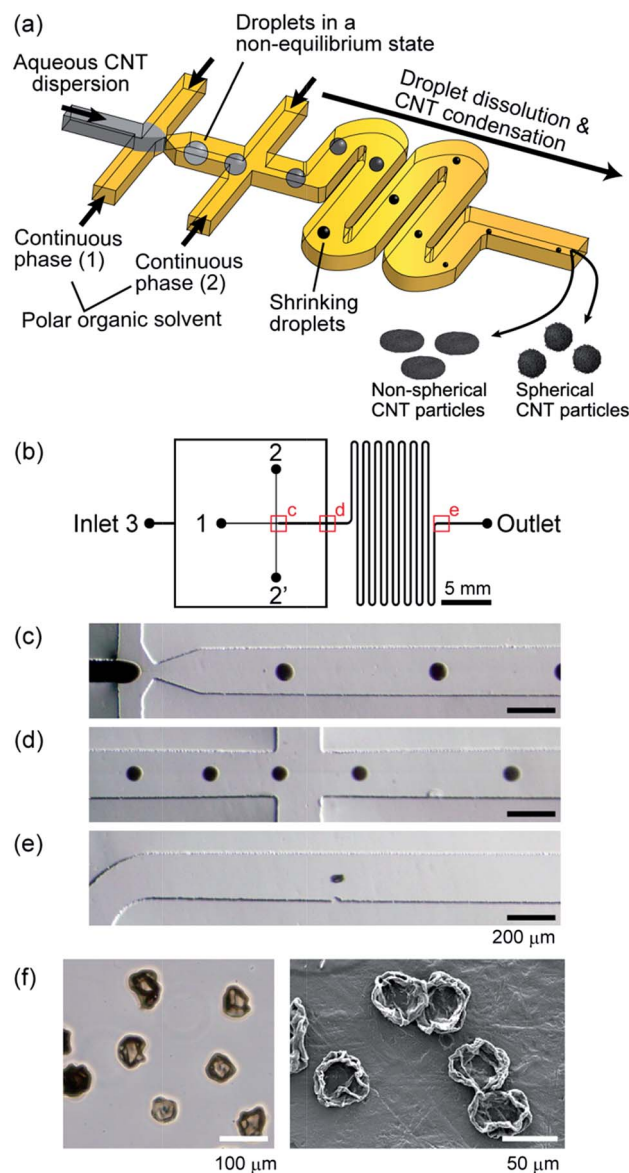 (a)
Droplets in a
non-equilibrium state
Aqueous CNT
dispersion
Droplet dissolution &
CNT condensation
Continuous
phase (1)
Continuous
phase (2)
Polar organic solvent
Shrinking
droplets
Non-spherical
CNT particles
Spherical
CNT particles
(b)
2
Inlet 3
1
c
d
e
Outlet
2'
5 mm
(c)
(d)
(e)
200 μm
(f)
100 μm
50 μm